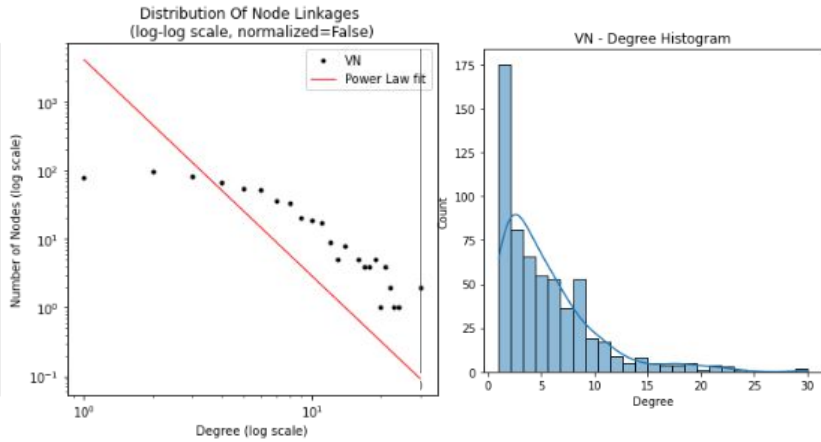 Distribution Of Node Linkages
(log-log scale, normalized=False)
VN
Power Law fit
Number of Nodes (log scale)
10³
10²
10¹
10⁰
10⁻¹
10⁰
10¹
Degree (log scale)
VN - Degree Histogram
Count
175
150
125
100
75
50
25
0
0
5
10
15
20
25
30
Degree